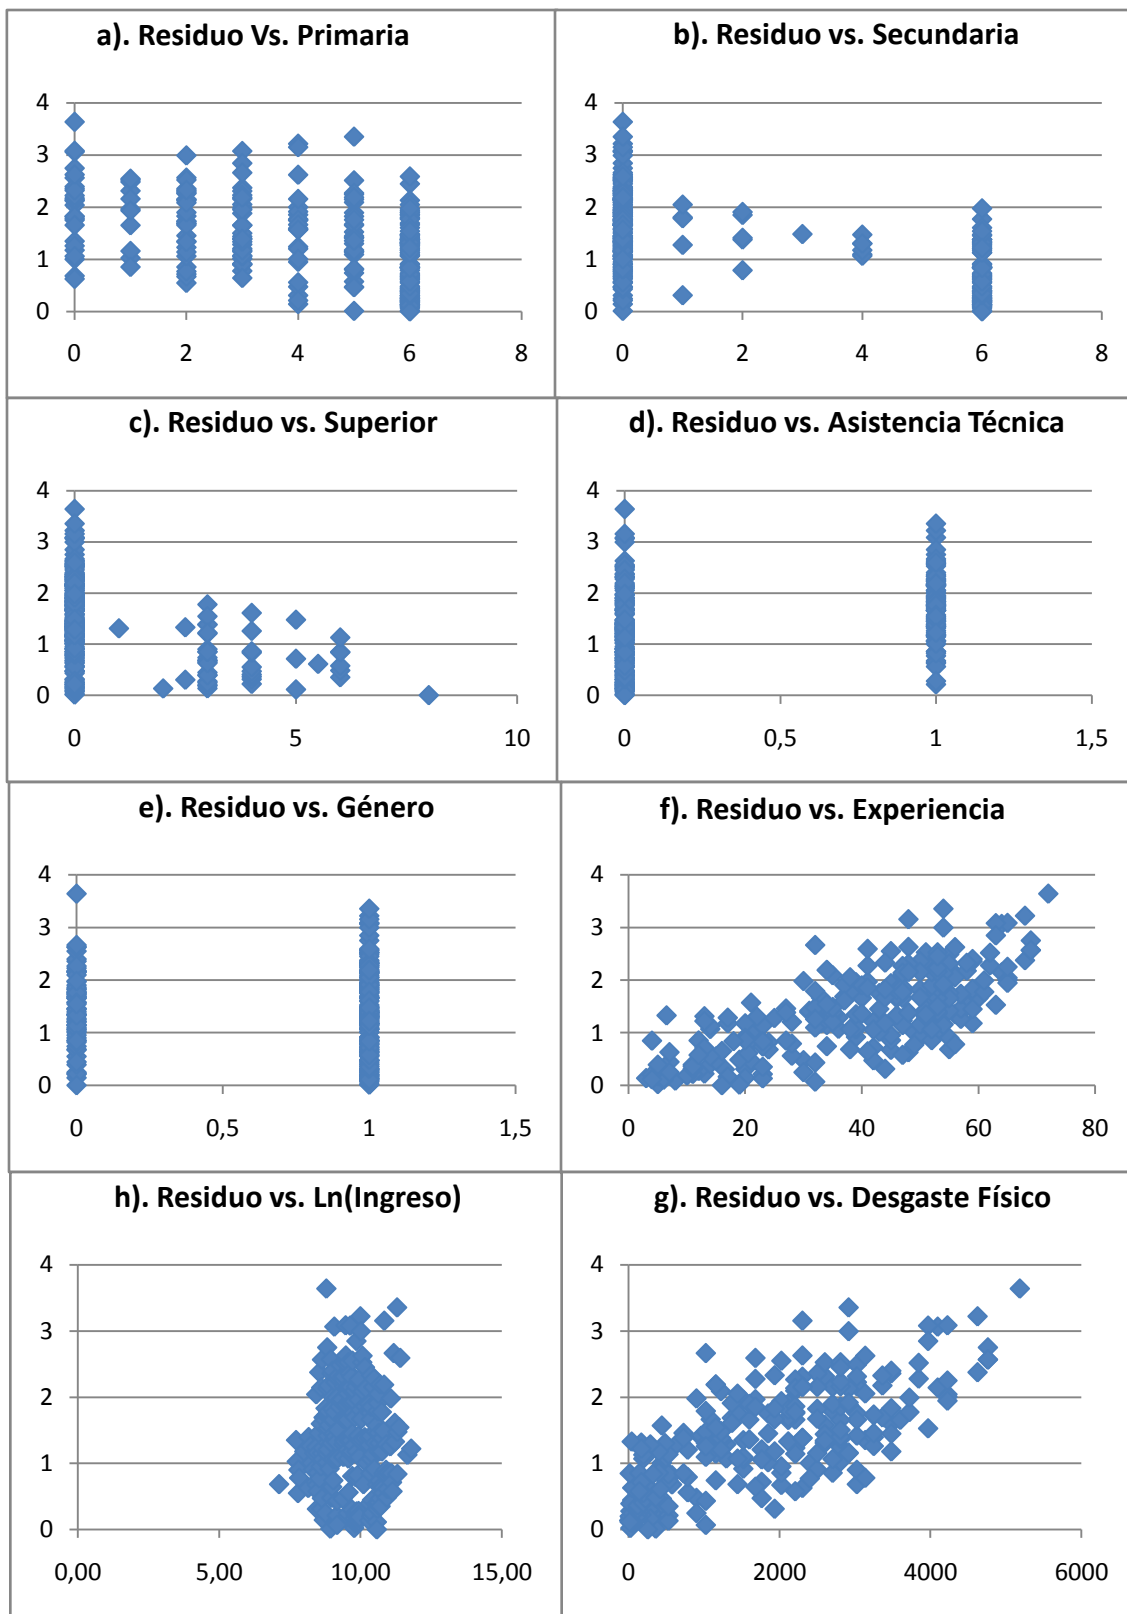 a). Residuo Vs. Primaria
4
3
2
1
0
0 2 4 6 8
b). Residuo vs. Secundaria
4
3
2
1
0
0 2 4 6 8
c). Residuo vs. Superior
4
3
2
1
0
0 5 10
d). Residuo vs. Asistencia Técnica
4
3
2
1
0
0 0,5 1 1,5
e). Residuo vs. Género
4
3
2
1
0
0 0,5 1 1,5
f). Residuo vs. Experiencia
4
3
2
1
0
0 20 40 60 80
h). Residuo vs. Ln(Ingreso)
4
3
2
1
0
0,00 5,00 10,00 15,00
g). Residuo vs. Desgaste Físico
4
3
2
1
0
0 2000 4000 6000